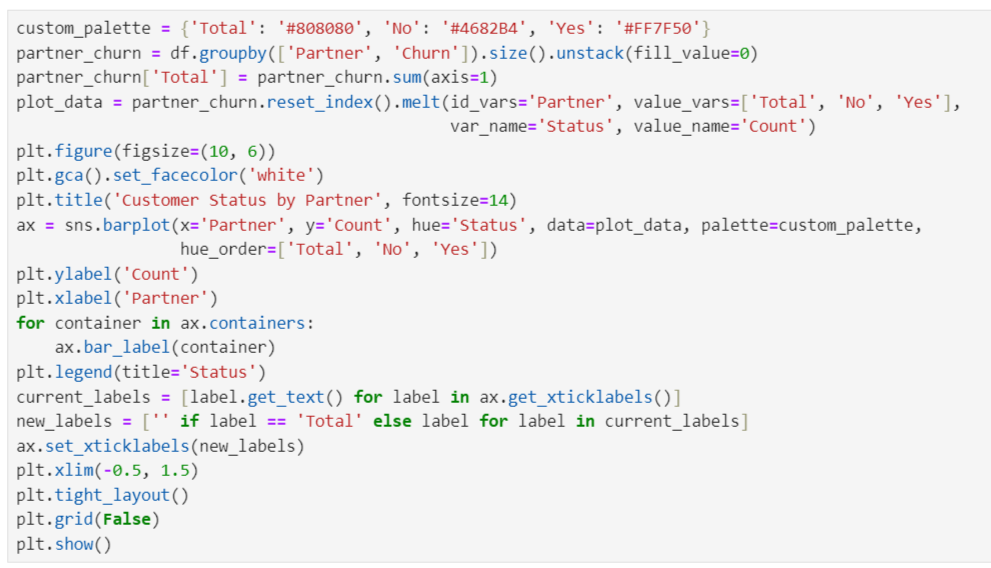 custom_palette = {'Total': '#808080', 'No': '#4682B4', 'Yes': '#FF7F50'}
partner_churn = df.groupby(['Partner', 'Churn']).size().unstack(fill_value=0)
partner_churn['Total'] = partner_churn.sum(axis=1)
plot_data = partner_churn.reset_index().melt(id_vars='Partner', value_vars=['Total', 'No', 'Yes'],
                                             var_name='Status', value_name='Count')
plt.figure(figsize=(10, 6))
plt.gca().set_facecolor('white')
plt.title('Customer Status by Partner', fontsize=14)
ax = sns.barplot(x='Partner', y='Count', hue='Status', data=plot_data, palette=custom_palette,
                 hue_order=['Total', 'No', 'Yes'])
plt.ylabel('Count')
plt.xlabel('Partner')
for container in ax.containers:
    ax.bar_label(container)
plt.legend(title='Status')
current_labels = [label.get_text() for label in ax.get_xticklabels()]
new_labels = ['' if label == 'Total' else label for label in current_labels]
ax.set_xticklabels(new_labels)
plt.xlim(-0.5, 1.5)
plt.tight_layout()
plt.grid(False)
plt.show()